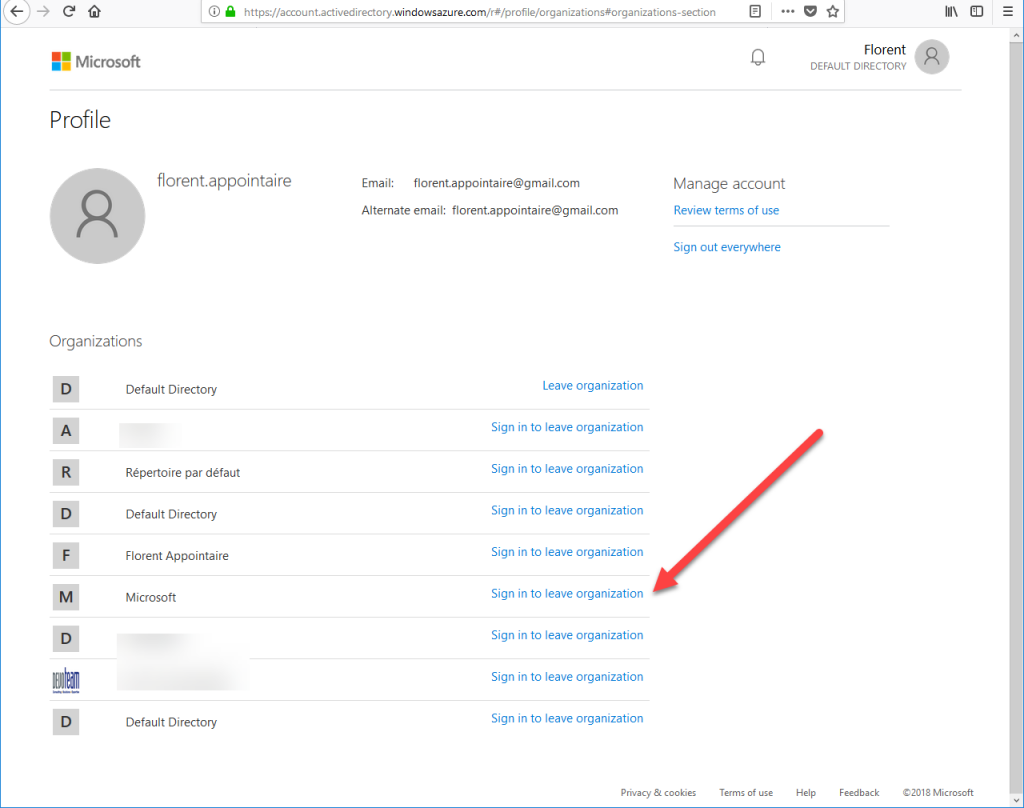 https://account.activedirectory.windowsazure.com/r#/profile/organizations#organizations-section
Microsoft
Florent
DEFAULT DIRECTORY
Profile
florent.appointaire
Email: florent.appointaire@gmail.com
Alternate email: florent.appointaire@gmail.com
Manage account
Review terms of use
Sign out everywhere
Organizations
D Default Directory Leave organization
A Sign in to leave organization
R Répertoire par défaut Sign in to leave organization
D Default Directory Sign in to leave organization
F Florent Appointaire Sign in to leave organization
M Microsoft Sign in to leave organization
D Sign in to leave organization
devoteam Sign in to leave organization
D Default Directory Sign in to leave organization
Privacy & cookies Terms of use Help Feedback ©2018 Microsoft